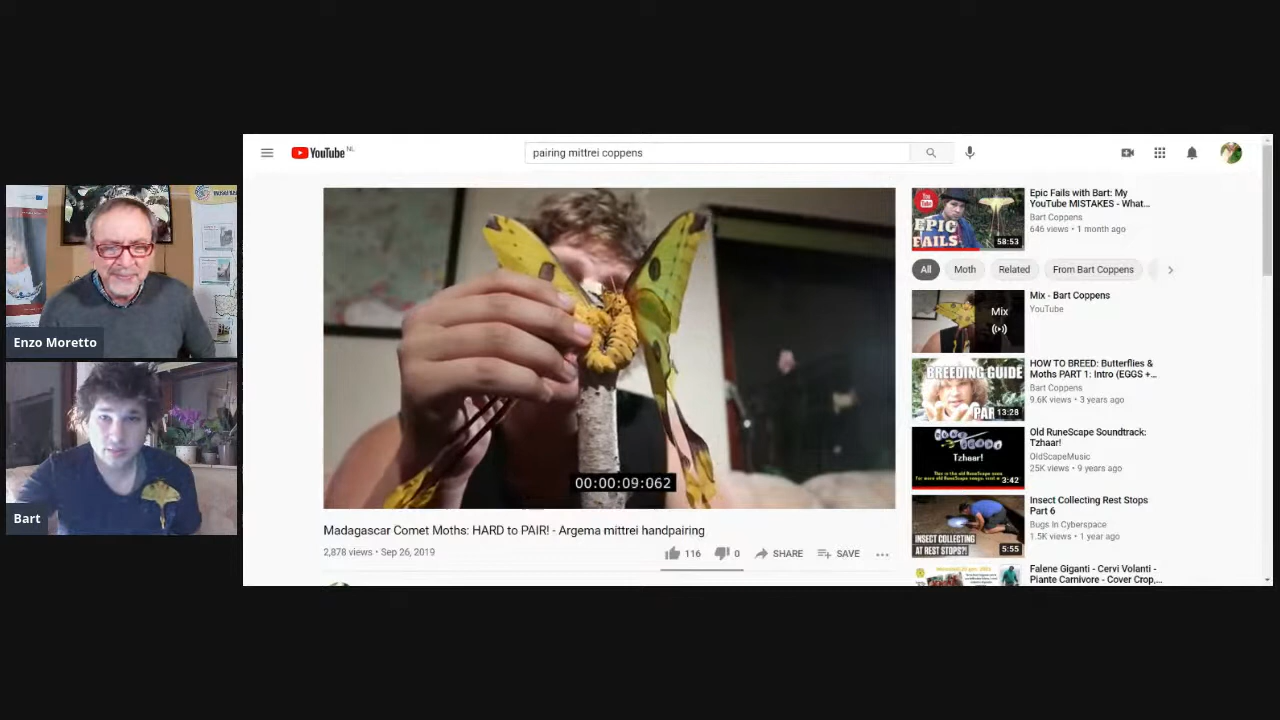 Enzo Moretto
Bart
YouTube NL
pairing mittrei coppens
00:00:09:062
Madagascar Comet Moths: HARD to PAIR! - Argema mittrei handpairing
2,878 views • Sep 26, 2019
116
0
SHARE
SAVE
You Tube
EPIC
FAILS
58:53
Epic Fails with Bart: My
YouTube MISTAKES - What...
Bart Coppens
646 views • 1 month ago
All
Moth
Related
From Bart Coppens
Mix
Mix - Bart Coppens
YouTube
BREEDING GUIDE
PAR
13:28
HOW TO BREED: Butterflies &
Moths PART 1: Intro (EGGS +...
Bart Coppens
9.6K views • 3 years ago
Tzhaar!
3:42
Old RuneScape Soundtrack:
Tzhaar!
OldScapeMusic
25K views • 9 years ago
INSECT COLLECTING
AT REST STOPS?!
5:55
Insect Collecting Rest Stops
Part 6
Bugs In Cyberspace
1.5K views • 1 year ago
Falene Giganti - Cervi Volanti -
Piante Carnivore - Cover Crop,...